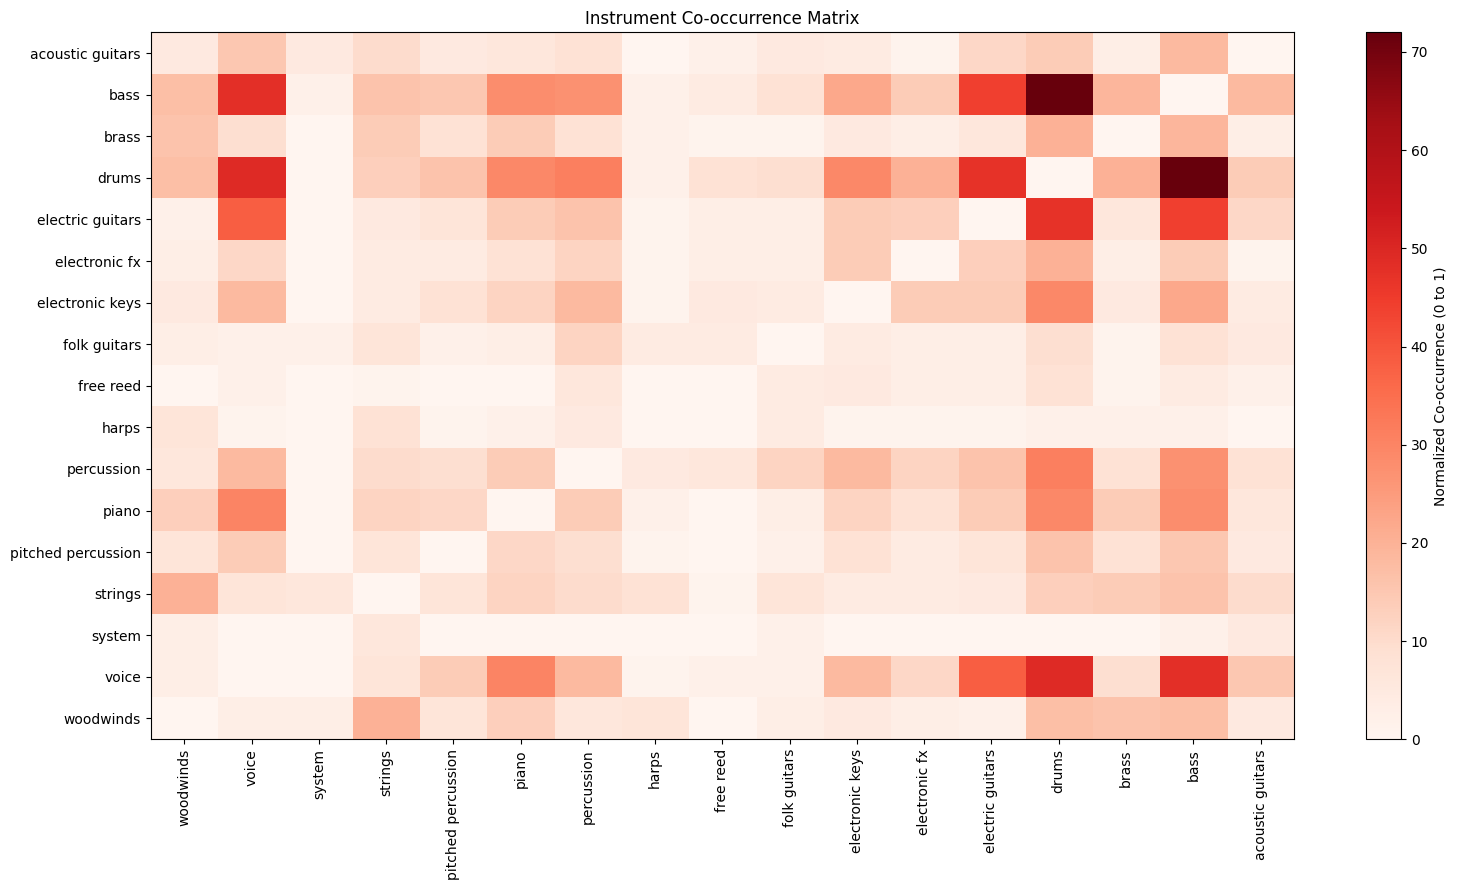 Instrument Co-occurrence Matrix
acoustic guitars
bass
brass
drums
electric guitars
electronic fx
electronic keys
folk guitars
free reed
harps
percussion
piano
pitched percussion
strings
system
voice
woodwinds
woodwinds
voice
system
strings
pitched percussion
piano
percussion
harps
free reed
folk guitars
electronic keys
electronic fx
electric guitars
drums
brass
bass
acoustic guitars
70
60
50
40
30
20
10
0
Normalized Co-occurrence (0 to 1)